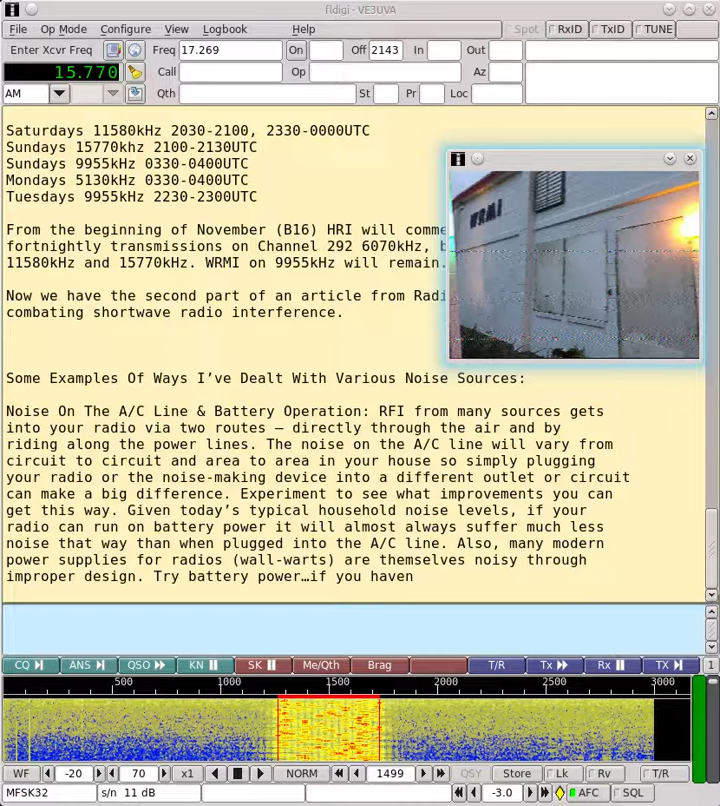 fldigi - VE3UVA
File Op Mode Configure View Logbook Help Spot RxID TxID TUNE
Enter Xcvr Freq Freq 17.269 On Off 2143 In Out
15.770 Call Op Az
AM Qth St Pr Loc
Saturdays 11580kHz 2030-2100, 2330-0000UTC
Sundays 15770kHz 2100-2130UTC
Sundays 9955kHz 0330-0400UTC
Mondays 5130kHz 0330-0400UTC
Tuesdays 9955kHz 2230-2300UTC
From the beginning of November (B16) HRI will comme
fortnightly transmissions on Channel 292 6070kHz, b
11580kHz and 15770kHz. WRMI on 9955kHz will remain.
WRMI
Now we have the second part of an article from Radi
combating shortwave radio interference.
Some Examples Of Ways I’ve Dealt With Various Noise Sources:
Noise On The A/C Line & Battery Operation: RFI from many sources gets
into your radio via two routes — directly through the air and by
riding along the power lines. The noise on the A/C line will vary from
circuit to circuit and area to area in your house so simply plugging
your radio or the noise-making device into a different outlet or circuit
can make a big difference. Experiment to see what improvements you can
get this way. Given today’s typical household noise levels, if your
radio can run on battery power it will almost always suffer much less
noise that way than when plugged into the A/C line. Also, many modern
power supplies for radios (wall-warts) are themselves noisy through
improper design. Try battery power…if you haven
CQ ANS QSO KN SK Me/Qth Brag T/R Tx Rx TX 1
500 1000 1500 2000 2500 3000
WF -20 70 x1 NORM 1499 QSY Store Lk Rv T/R
MFSK32 s/n 11 dB -3.0 AFC SQL